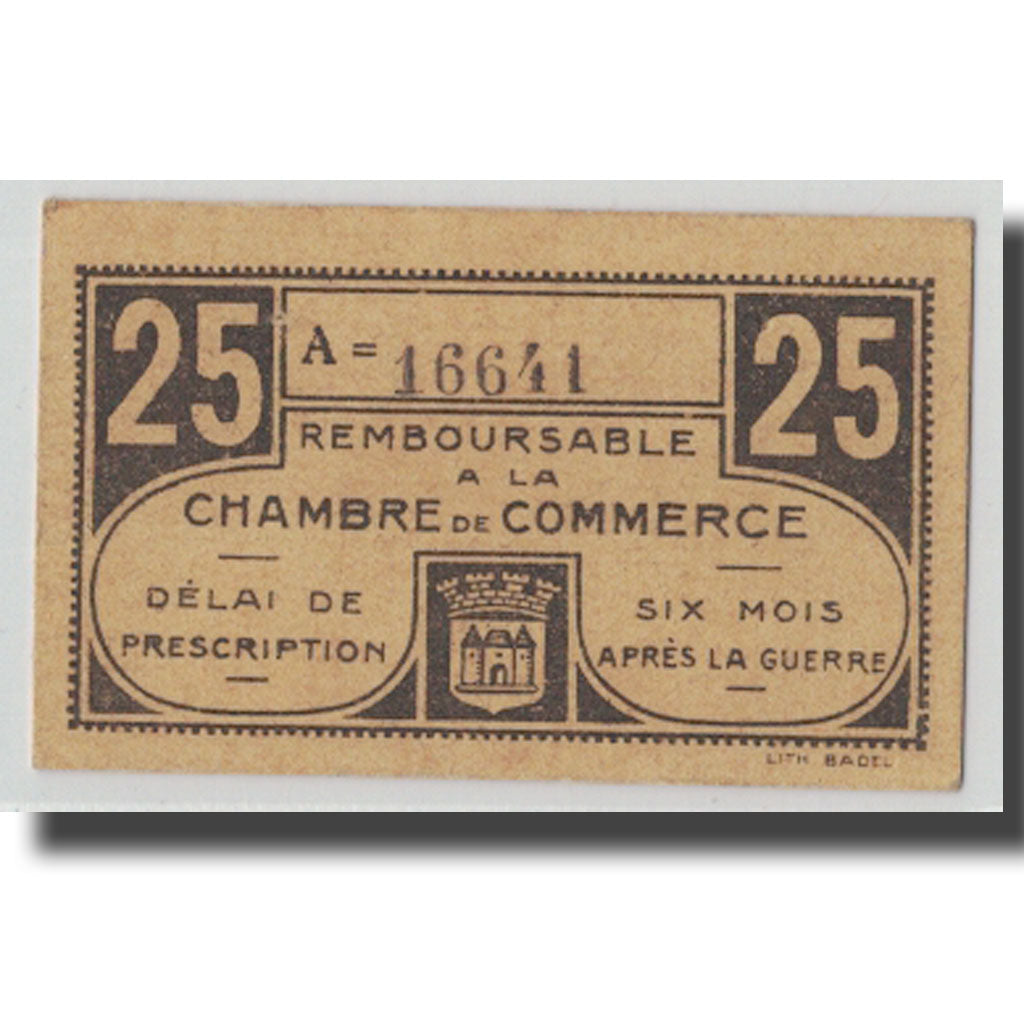 25 A = 16641 25
REMBOURSABLE
A LA
CHAMBRE DE COMMERCE
DÉLAI DE
PRESCRIPTION
SIX MOIS
APRÈS LA GUERRE
LITH BADEL